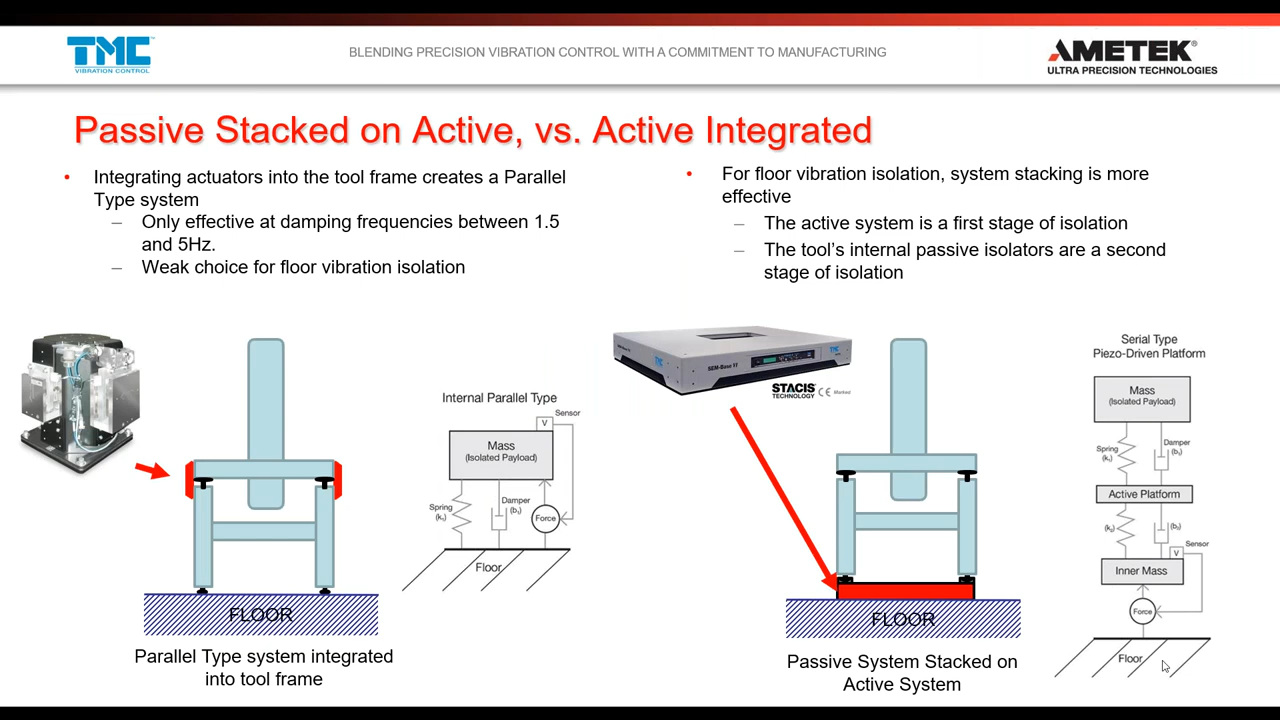 TMC
VIBRATION CONTROL
BLENDING PRECISION VIBRATION CONTROL WITH A COMMITMENT TO MANUFACTURING
AMETEK®
ULTRA PRECISION TECHNOLOGIES
Passive Stacked on Active, vs. Active Integrated
• Integrating actuators into the tool frame creates a Parallel
Type system
– Only effective at damping frequencies between 1.5
and 5Hz.
– Weak choice for floor vibration isolation
• For floor vibration isolation, system stacking is more
effective
– The active system is a first stage of isolation
– The tool's internal passive isolators are a second
stage of isolation
FLOOR
Parallel Type system integrated
into tool frame
Internal Parallel Type
Sensor
V
Mass
(Isolated Payload)
Spring
(k₁)
Damper
(b₁)
Force
Floor
TMC
SEM-Base VI
TMC
STACIS
TECHNOLOGY
CE Marked
FLOOR
Passive System Stacked on
Active System
Serial Type
Piezo-Driven Platform
Mass
(Isolated Payload)
Spring
(k₁)
Damper
(b₁)
Active Platform
(k₂)
(b₂)
Sensor
V
Inner Mass
Force
Floor